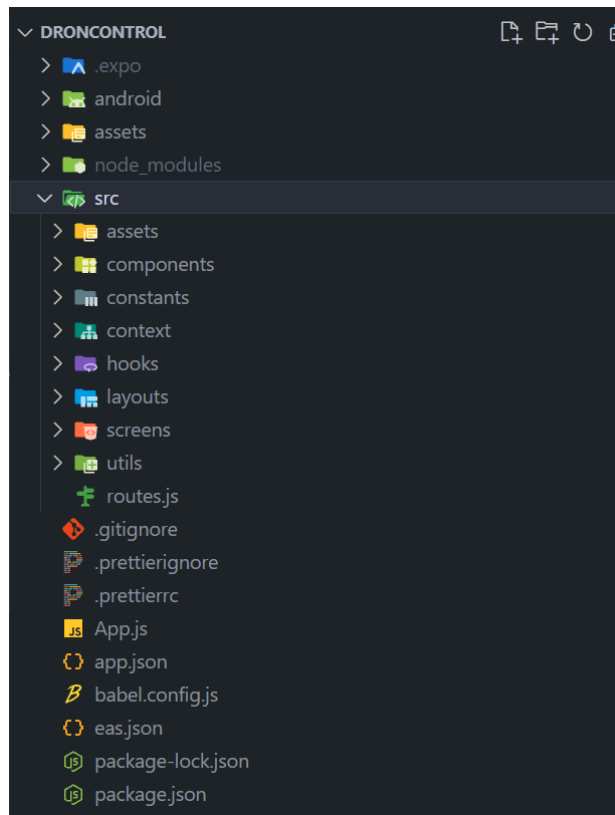 DRONCONTROL
.expo
android
assets
node_modules
src
assets
components
constants
context
hooks
layouts
screens
utils
routes.js
.gitignore
.prettierignore
.prettierrc
JS App.js
app.json
babel.config.js
eas.json
package-lock.json
package.json